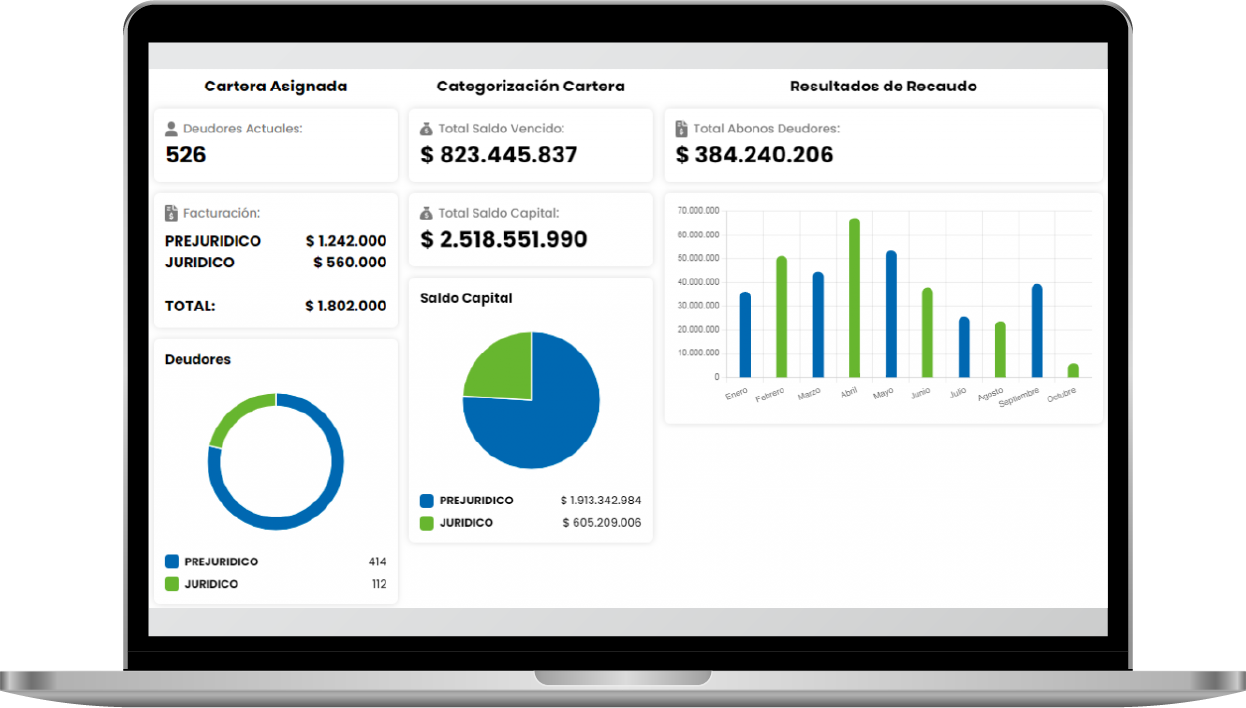 Cartera Asignada
Deudores Actuales:
526
Facturación:
PREJURIDICO $ 1.242.000
JURIDICO $ 560.000
TOTAL: $ 1.802.000
Deudores
PREJURIDICO 414
JURIDICO 112
Categorización Cartera
Total Saldo Vencido:
$ 823.445.837
Total Saldo Capital:
$ 2.518.551.990
Saldo Capital
PREJURIDICO $ 1.913.342.984
JURIDICO $ 605.209.006
Resultados de Recaudo
Total Abonos Deudores:
$ 384.240.206
70.000.000
60.000.000
50.000.000
40.000.000
30.000.000
20.000.000
10.000.000
0
Enero Febrero Marzo Abril Mayo Junio Julio Agosto Septiembre Octubre